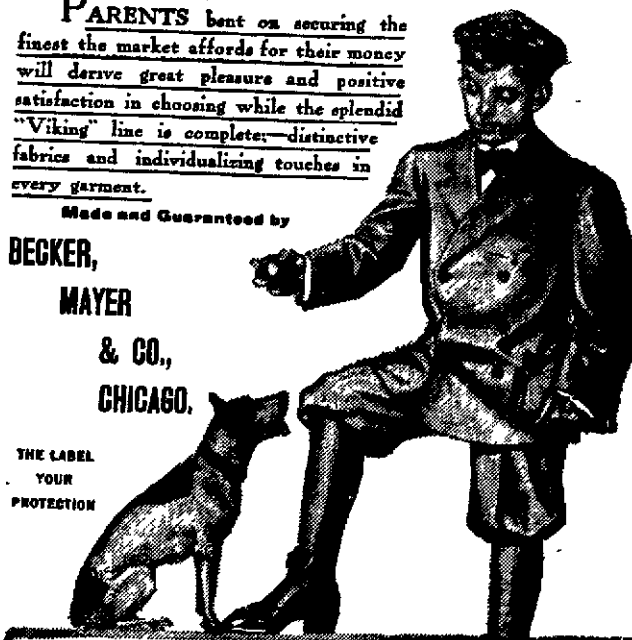 PARENTS bent on securing the
finest the market affords for their money
will derive great pleasure and positive
satisfaction in choosing while the splendid
"Viking" line is complete;—distinctive
fabrics and individualizing touches in
every garment.
Made and Guaranteed by
BECKER,
MAYER
& CO.,
CHICAGO.
THE LABEL
YOUR
PROTECTION